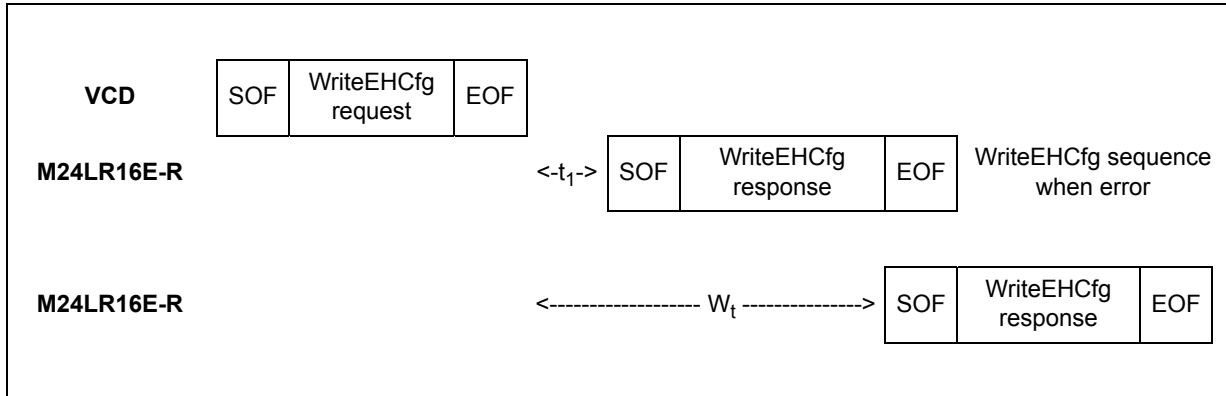 VCD SOF WriteEHCfg request EOF
M24LR16E-R <-t1-> SOF WriteEHCfg response EOF WriteEHCfg sequence when error
M24LR16E-R <------------------- Wt ---------------> SOF WriteEHCfg response EOF